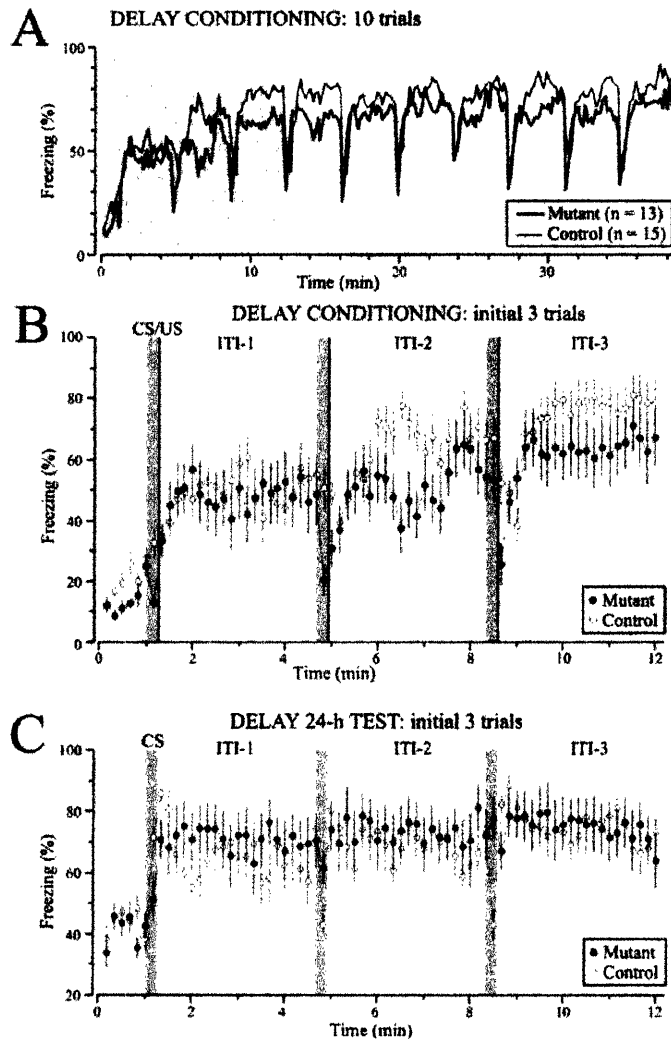 A
DELAY CONDITIONING: 10 trials
100
50
0
Freezing (%)
0
10
20
30
Time (min)
Mutant (n = 13)
Control (n = 15)
B
DELAY CONDITIONING: initial 3 trials
CS/US
ITI-1
ITI-2
ITI-3
100
80
60
40
20
0
Freezing (%)
0
2
4
6
8
10
12
Time (min)
Mutant
Control
C
DELAY 24-h TEST: initial 3 trials
CS
ITI-1
ITI-2
ITI-3
100
80
60
40
20
Freezing (%)
0
2
4
6
8
10
12
Time (min)
Mutant
Control